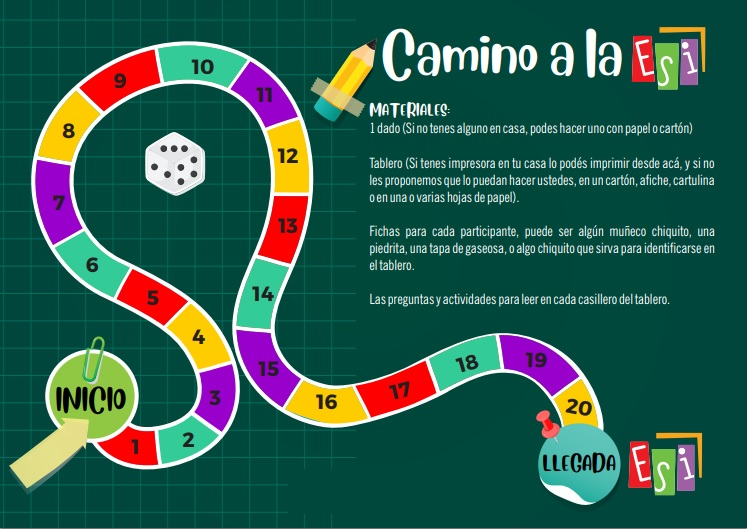 Camino a la ESi
MATERIALES:
1 dado (Si no tenes alguno en casa, podes hacer uno con papel o cartón)
Tablero (Si tenes impresora en tu casa lo podés imprimir desde acá, y si no
les proponemos que lo puedan hacer ustedes, en un cartón, afiche, cartulina
o en una o varias hojas de papel).
Fichas para cada participante, puede ser algún muñeco chiquito, una
piedrita, una tapa de gaseosa, o algo chiquito que sirva para identificarse en
el tablero.
Las preguntas y actividades para leer en cada casillero del tablero.
INICIO
1
2
3
4
5
6
7
8
9
10
11
12
13
14
15
16
17
18
19
20
LLEGADA
ESi